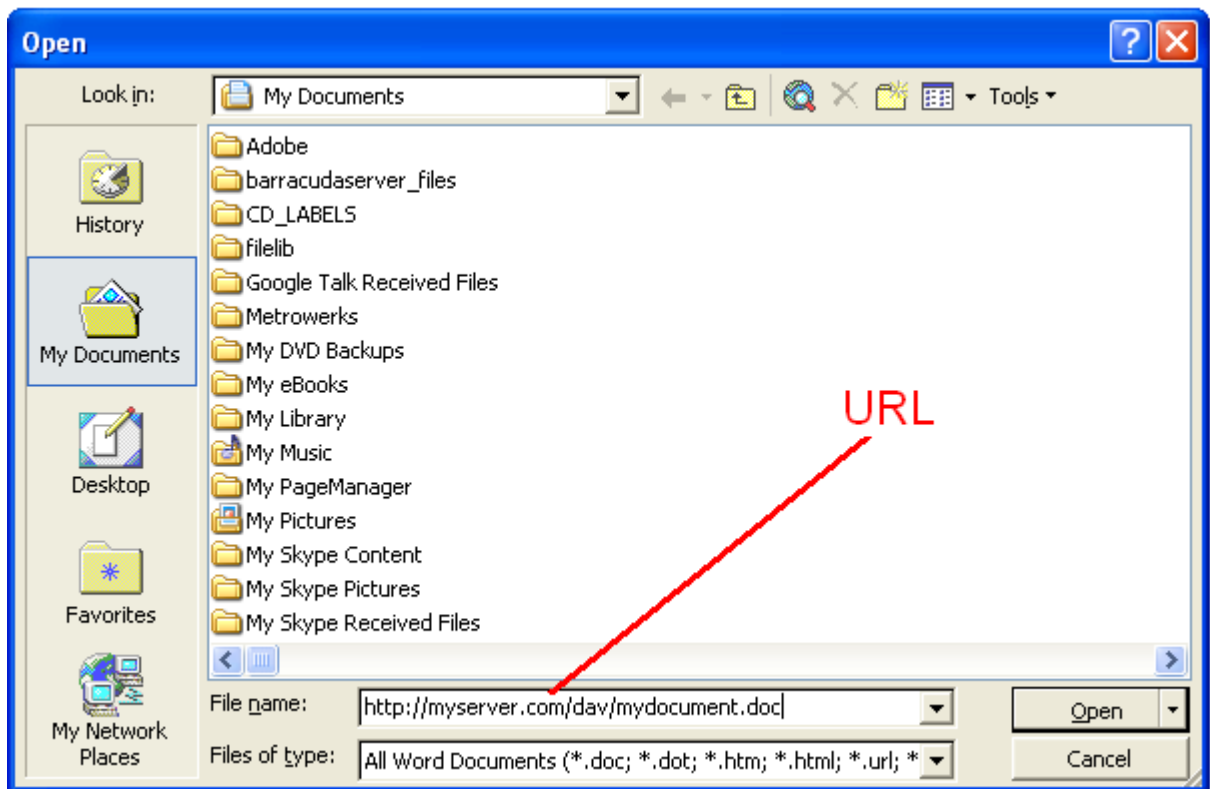 Open
Look in:
My Documents
Tools
History
My Documents
Desktop
Favorites
My Network
Places
Adobe
barracudaserver_files
CD_LABELS
filelib
Google Talk Received Files
Metrowerks
My DVD Backups
My eBooks
My Library
My Music
My PageManager
My Pictures
My Skype Content
My Skype Pictures
My Skype Received Files
URL
File name:
http://myserver.com/dav/mydocument.doc
Open
Files of type:
All Word Documents (*.doc; *.dot; *.htm; *.html; *.url; *
Cancel